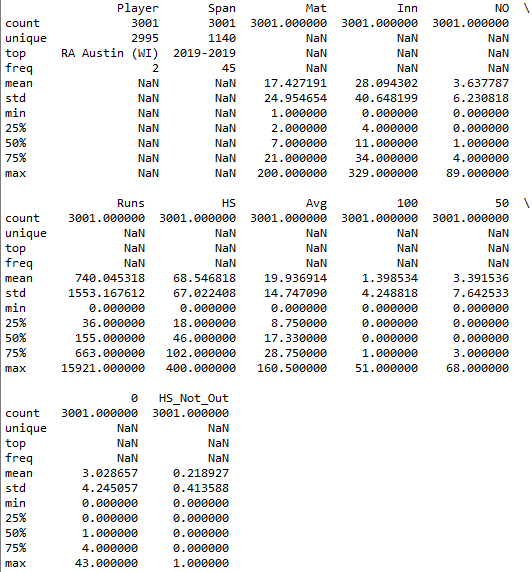 Player Span Mat Inn NO \
count 3001 3001 3001.000000 3001.000000 3001.000000
unique 2995 1140 NaN NaN NaN
top RA Austin (WI) 2019-2019 NaN NaN NaN
freq 2 45 NaN NaN NaN
mean NaN NaN 17.427191 28.094302 3.637787
std NaN NaN 24.954654 40.648199 6.230818
min NaN NaN 1.000000 0.000000 0.000000
25% NaN NaN 2.000000 4.000000 0.000000
50% NaN NaN 7.000000 11.000000 1.000000
75% NaN NaN 21.000000 34.000000 4.000000
max NaN NaN 200.000000 329.000000 89.000000
Runs HS Avg 100 50 \
count 3001.000000 3001.000000 3001.000000 3001.000000 3001.000000
unique NaN NaN NaN NaN NaN
top NaN NaN NaN NaN NaN
freq NaN NaN NaN NaN NaN
mean 740.045318 68.546818 19.936914 1.398534 3.391536
std 1553.167612 67.022408 14.747090 4.248818 7.642533
min 0.000000 0.000000 0.000000 0.000000 0.000000
25% 36.000000 18.000000 8.750000 0.000000 0.000000
50% 155.000000 46.000000 17.330000 0.000000 0.000000
75% 663.000000 102.000000 28.750000 1.000000 3.000000
max 15921.000000 400.000000 160.500000 51.000000 68.000000
0 HS_Not_Out
count 3001.000000 3001.000000
unique NaN NaN
top NaN NaN
freq NaN NaN
mean 3.028657 0.218927
std 4.245057 0.413588
min 0.000000 0.000000
25% 0.000000 0.000000
50% 1.000000 0.000000
75% 4.000000 0.000000
max 43.000000 1.000000